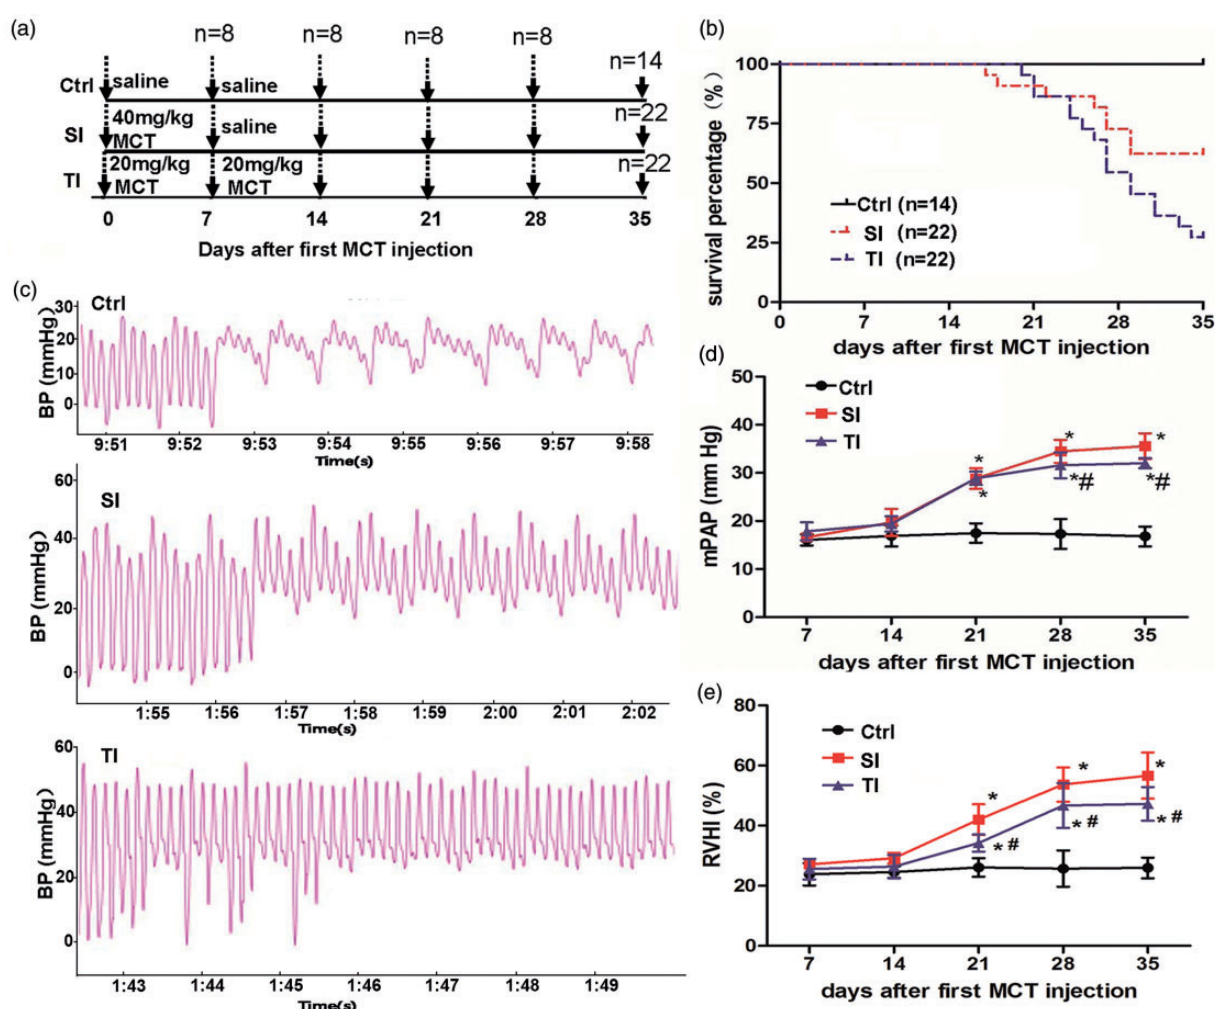 (a)
n=8 n=8 n=8 n=8
n=14
Ctrl saline saline
n=22
SI 40mg/kg MCT saline
n=22
TI 20mg/kg MCT 20mg/kg MCT
0 7 14 21 28 35
Days after first MCT injection
(b)
survival percentage (%)
100
75
50
25
0
Ctrl (n=14)
SI (n=22)
TI (n=22)
0 7 14 21 28 35
days after first MCT injection
(c)
Ctrl
BP (mmHg)
30
20
10
0
9:51 9:52 9:53 9:54 9:55 9:56 9:57 9:58
Time(s)
SI
BP (mmHg)
60
40
20
0
1:55 1:56 1:57 1:58 1:59 2:00 2:01 2:02
Time(s)
TI
BP (mmHg)
60
40
20
0
1:43 1:44 1:45 1:46 1:47 1:48 1:49
Time(s)
(d)
mPAP (mm Hg)
50
40
30
20
10
0
Ctrl
SI
TI
* * *
* *# *#
7 14 21 28 35
days after first MCT injection
(e)
RVHI (%)
80
60
40
20
0
Ctrl
SI
TI
* * *
*# *# *#
7 14 21 28 35
days after first MCT injection